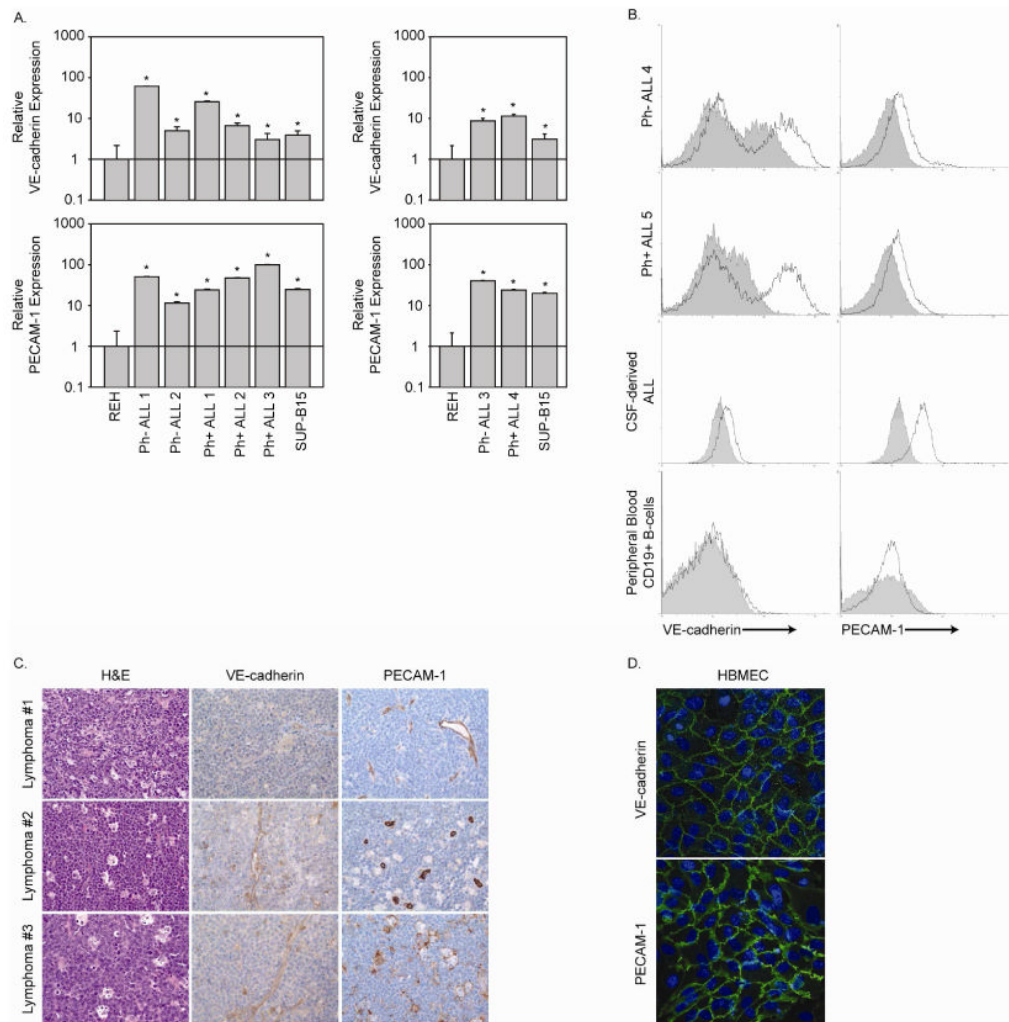 A.
Relative
VE-cadherin Expression
1000
100
10
1
0.1
* * * * * *
Relative
VE-cadherin Expression
1000
100
10
1
0.1
* * *
Relative
PECAM-1 Expression
1000
100
10
1
0.1
* * * * * *
REH
Ph- ALL 1
Ph- ALL 2
Ph+ ALL 1
Ph+ ALL 2
Ph+ ALL 3
SUP-B15
Relative
PECAM-1 Expression
1000
100
10
1
0.1
* * *
REH
Ph- ALL 3
Ph+ ALL 4
SUP-B15
B.
Ph- ALL 4
Ph+ ALL 5
CSF-derived
ALL
Peripheral Blood
CD19+ B-cells
VE-cadherin
PECAM-1
C.
H&E
VE-cadherin
PECAM-1
Lymphoma #1
Lymphoma #2
Lymphoma #3
D.
HBMEC
VE-cadherin
PECAM-1